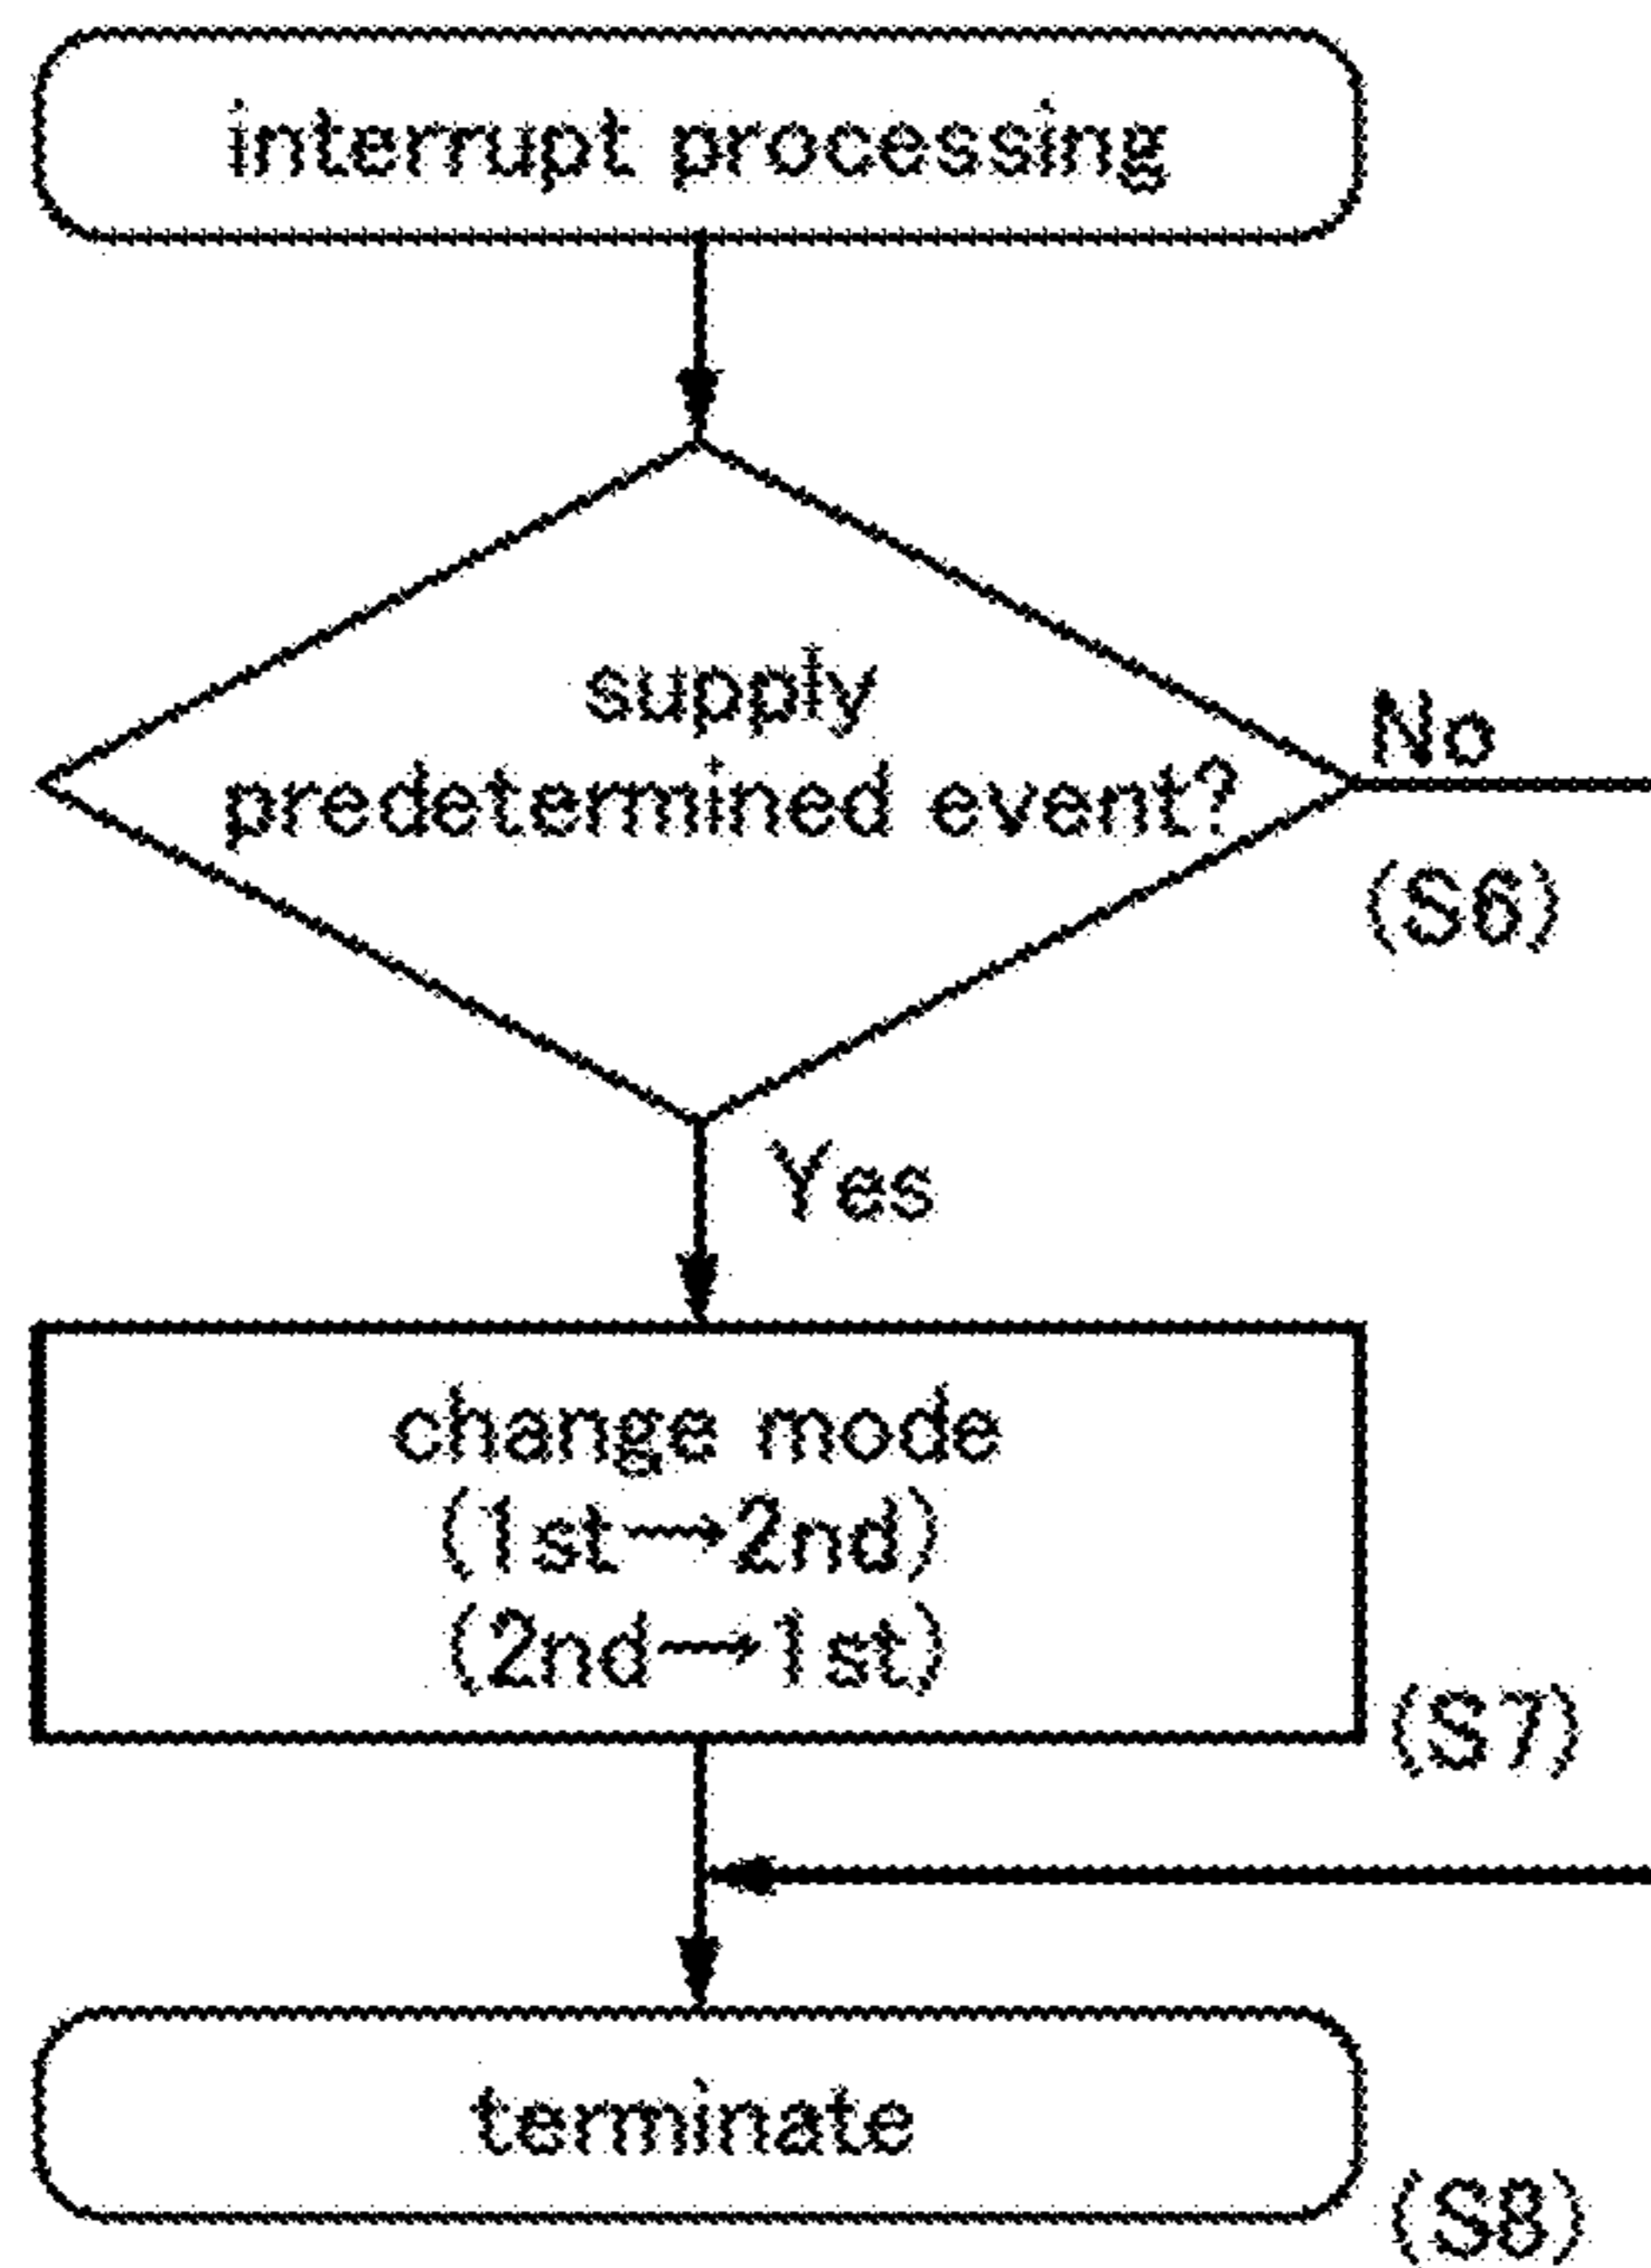 interrupt processing
supply
predetermined event?
No
(S6)
Yes
change mode
(1st→2nd)
(2nd→1st)
(S7)
terminate
(S8)